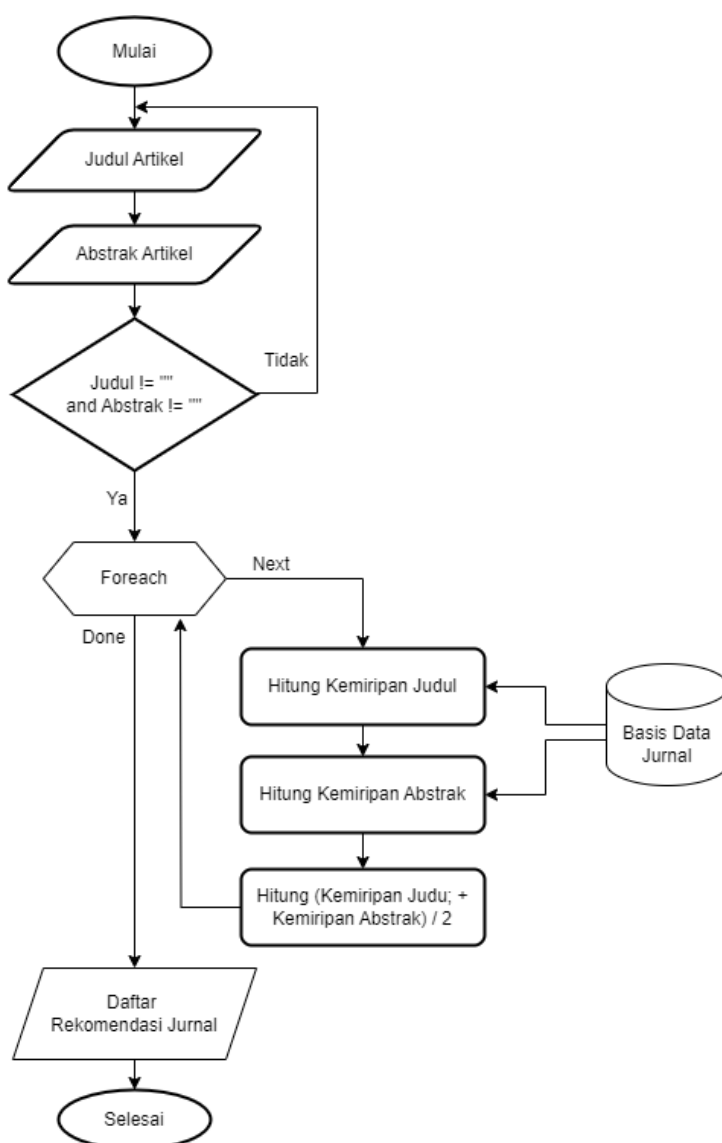 Mulai
Judul Artikel
Abstrak Artikel
Judul != ""
and Abstrak != ""
Tidak
Ya
Foreach
Next
Done
Hitung Kemiripan Judul
Basis Data
Jurnal
Hitung Kemiripan Abstrak
Hitung (Kemiripan Judu; +
Kemiripan Abstrak) / 2
Daftar
Rekomendasi Jurnal
Selesai